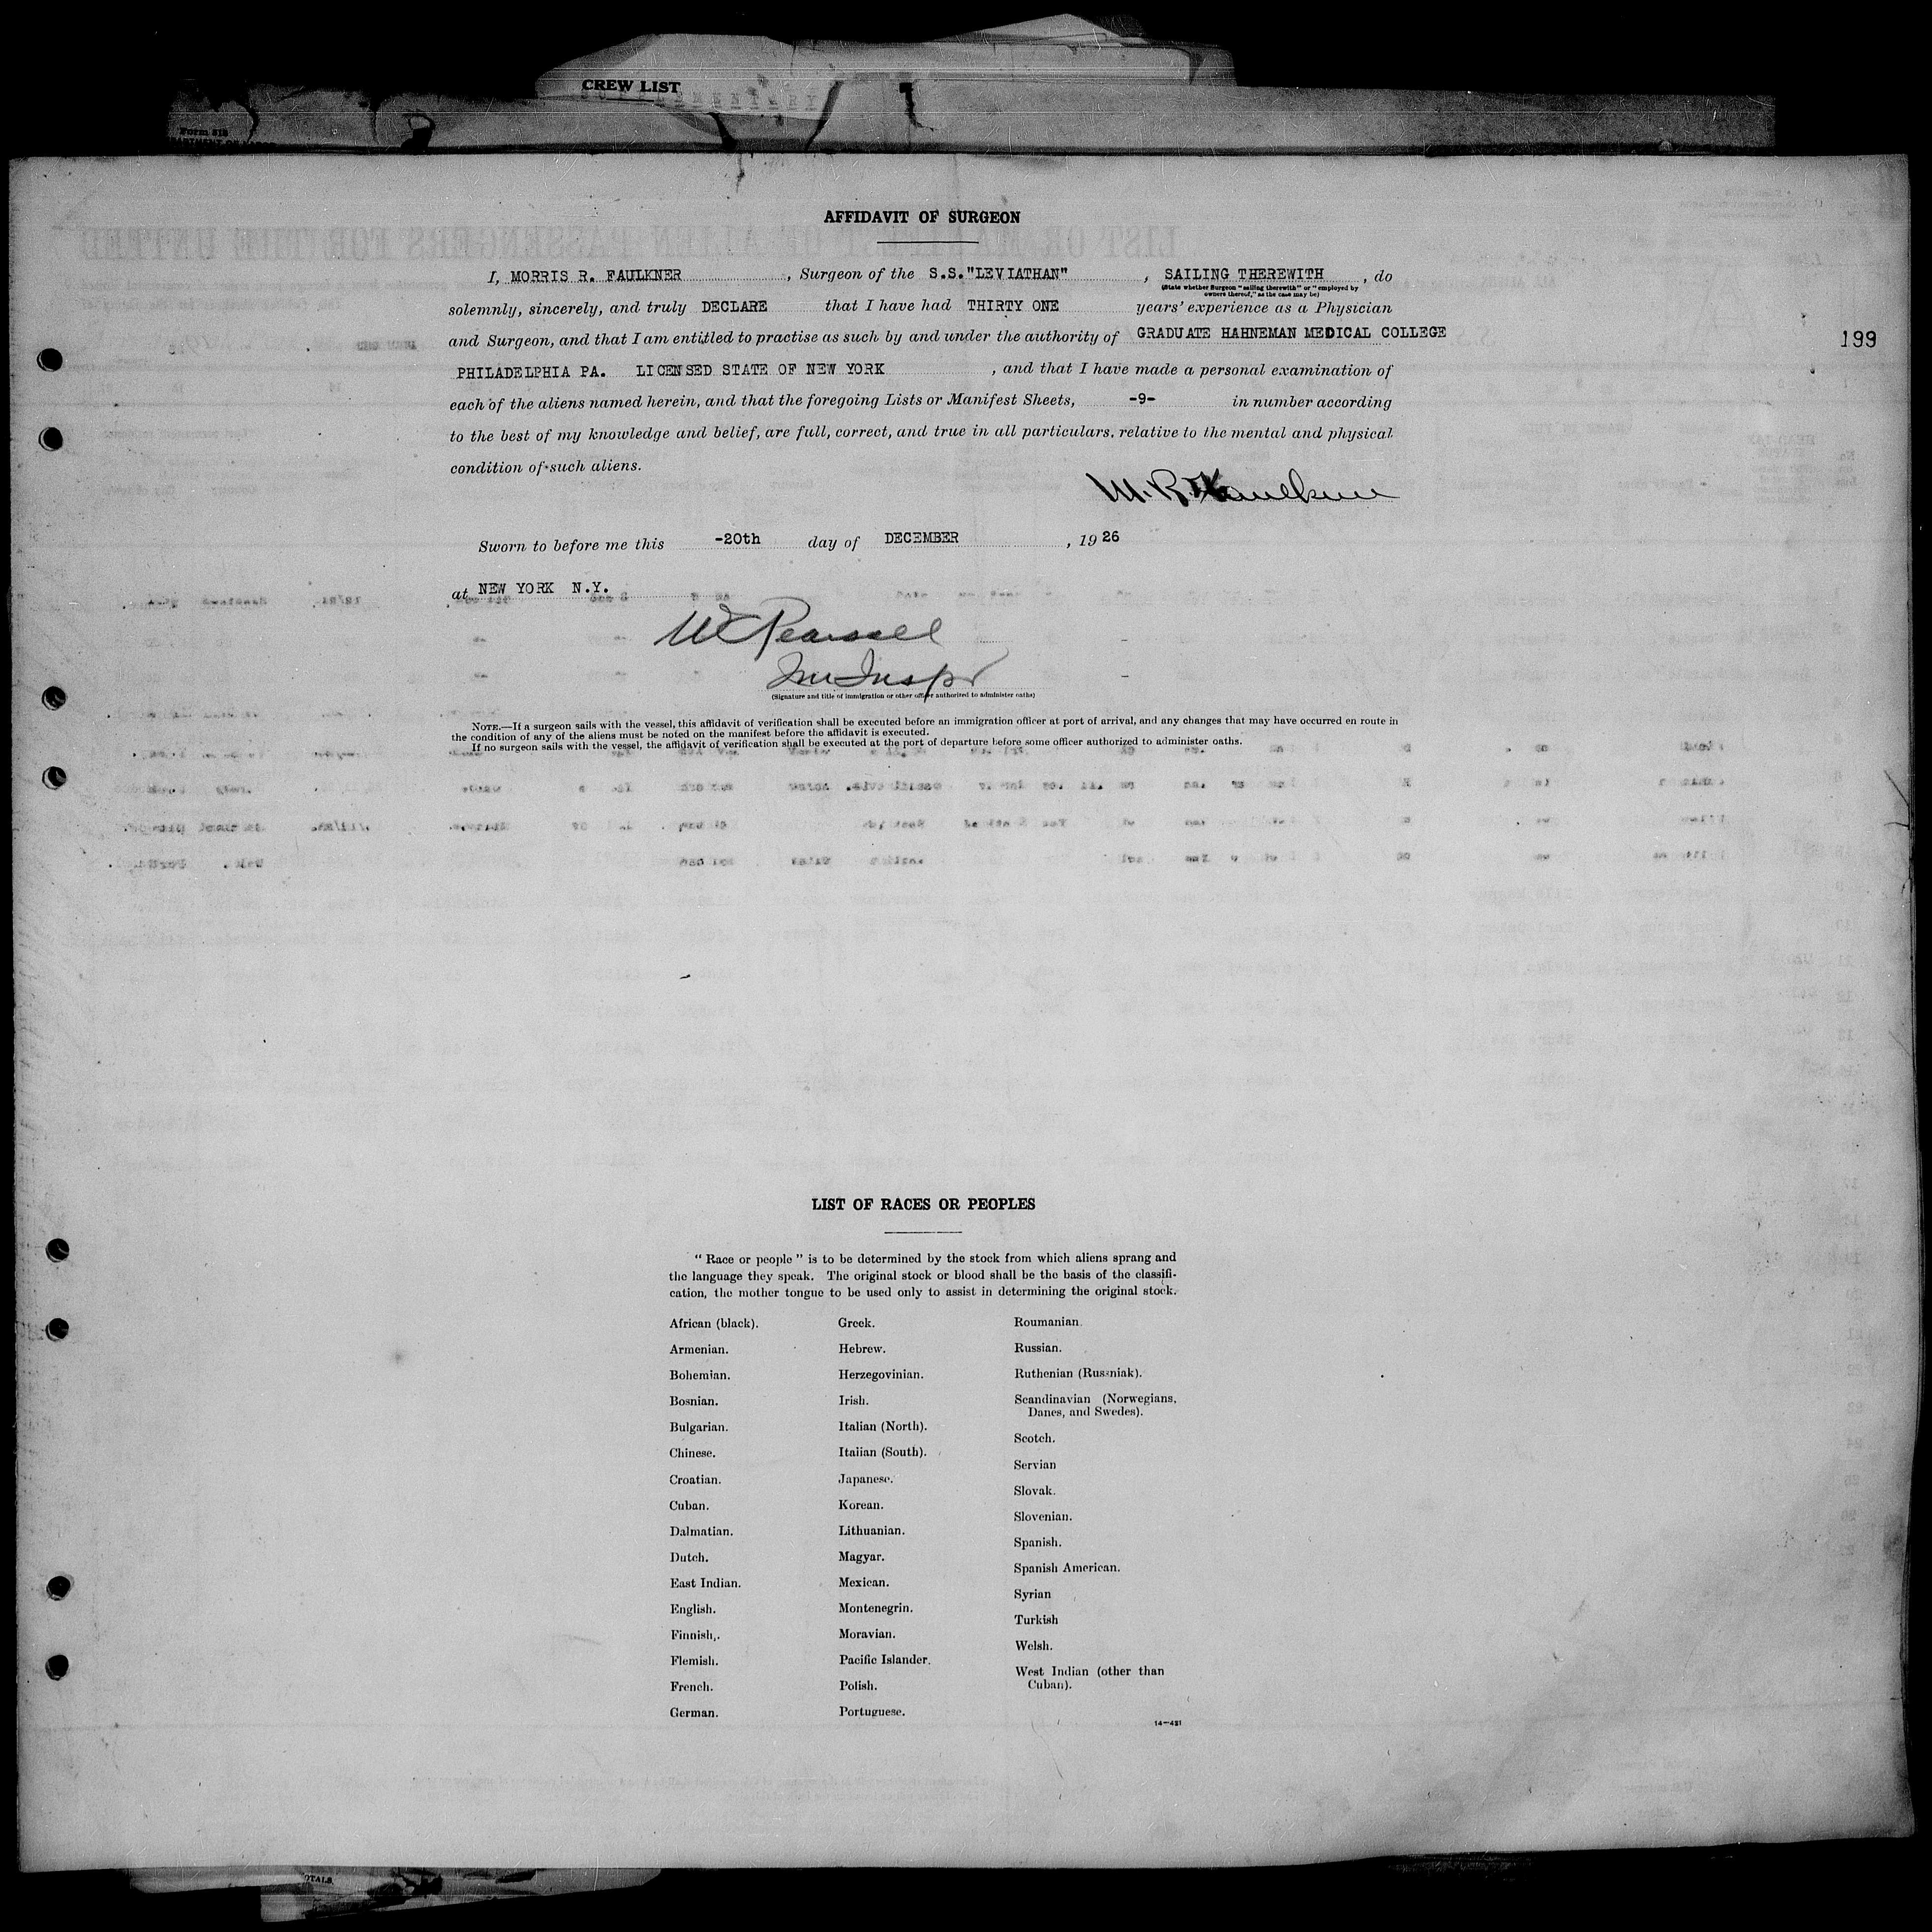 CREW LIST
SUPPLEMENTARY
Form 818
AFFIDAVIT OF SURGEON
I, MORRIS R. FAULKNER, Surgeon of the S.S."LEVIATHAN", SAILING THEREWITH, do
(State whether Surgeon "sailing therewith" or "employed by
owners thereof," as the case may be)
solemnly, sincerely, and truly DECLARE that I have had THIRTY ONE years' experience as a Physician
and Surgeon, and that I am entitled to practise as such by and under the authority of GRADUATE HAHNEMAN MEDICAL COLLEGE
199
PHILADELPHIA PA. LICENSED STATE OF NEW YORK, and that I have made a personal examination of
each of the aliens named herein, and that the foregoing Lists or Manifest Sheets, -9- in number according
to the best of my knowledge and belief, are full, correct, and true in all particulars, relative to the mental and physical
condition of such aliens.
M. R. Faulkner
Sworn to before me this -20th day of DECEMBER, 1926
at NEW YORK N.Y.
W Pearsall
Im Inspr
(Signature and title of immigration or other officer authorized to administer oaths)
NOTE.—If a surgeon sails with the vessel, this affidavit of verification shall be executed before an immigration officer at port of arrival, and any changes that may have occurred en route in
the condition of any of the aliens must be noted on the manifest before the affidavit is executed.
If no surgeon sails with the vessel, the affidavit of verification shall be executed at the port of departure before some officer authorized to administer oaths.
LIST OF RACES OR PEOPLES
"Race or people" is to be determined by the stock from which aliens sprang and
the language they speak. The original stock or blood shall be the basis of the classifi-
cation, the mother tongue to be used only to assist in determining the original stock.
African (black).
Armenian.
Bohemian.
Bosnian.
Bulgarian.
Chinese.
Croatian.
Cuban.
Dalmatian.
Dutch.
East Indian.
English.
Finnish.
Flemish.
French.
German.
Greek.
Hebrew.
Herzegovinian.
Irish.
Italian (North).
Italian (South).
Japanese.
Korean.
Lithuanian.
Magyar.
Mexican.
Montenegrin.
Moravian.
Pacific Islander.
Polish.
Portuguese.
Roumanian.
Russian.
Ruthenian (Russniak).
Scandinavian (Norwegians,
Danes, and Swedes).
Scotch.
Servian
Slovak.
Slovenian.
Spanish.
Spanish American.
Syrian
Turkish
Welsh.
West Indian (other than
Cuban).
14—421